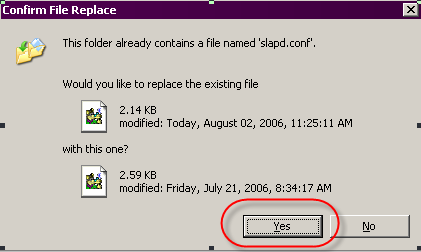 Confirm File Replace
This folder already contains a file named 'slapd.conf'.
Would you like to replace the existing file
2.14 KB
modified: Today, August 02, 2006, 11:25:11 AM
with this one?
2.59 KB
modified: Friday, July 21, 2006, 8:34:17 AM
Yes No